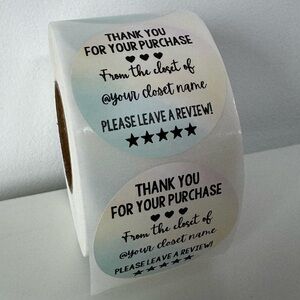 THANK YOU
FOR YOUR PURCHASE
From the closet of
@your closet name
PLEASE LEAVE A REVIEW!
THANK YOU
FOR YOUR PURCHASE
From the closet of
@your closet name
PLEASE LEAVE A REVIEW!